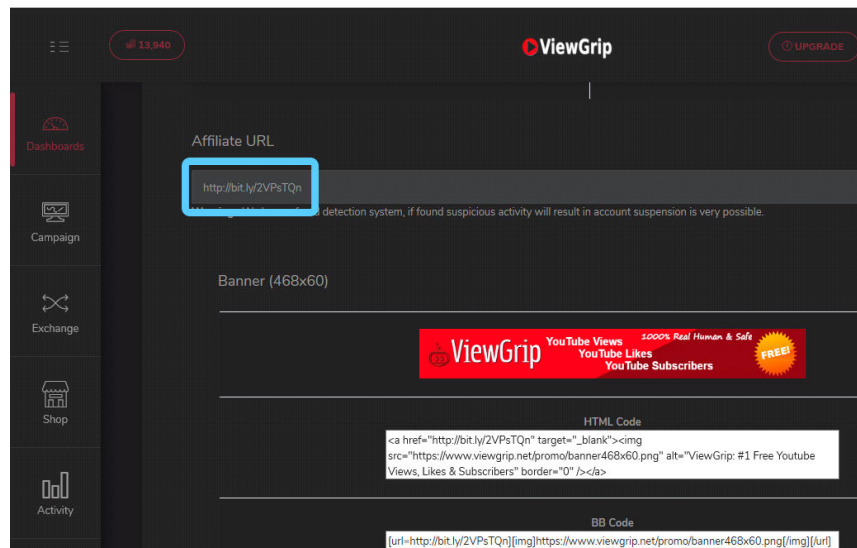 13,940
ViewGrip
UPGRADE
Dashboards
Campaign
Exchange
Shop
Activity
Affiliate URL
http://bit.ly/2VPsTQn
detection system, if found suspicious activity will result in account suspension is very possible.
Banner (468x60)
ViewGrip
YouTube Views
1000% Real Human & Safe
YouTube Likes
YouTube Subscribers
FREE!
HTML Code
<a href="http://bit.ly/2VPsTQn" target="_blank"><img
src="https://www.viewgrip.net/promo/banner468x60.png" alt="ViewGrip: #1 Free Youtube
Views, Likes & Subscribers" border="0" /></a>
BB Code
[url=http://bit.ly/2VPsTQn][img]https://www.viewgrip.net/promo/banner468x60.png[/img][/url]